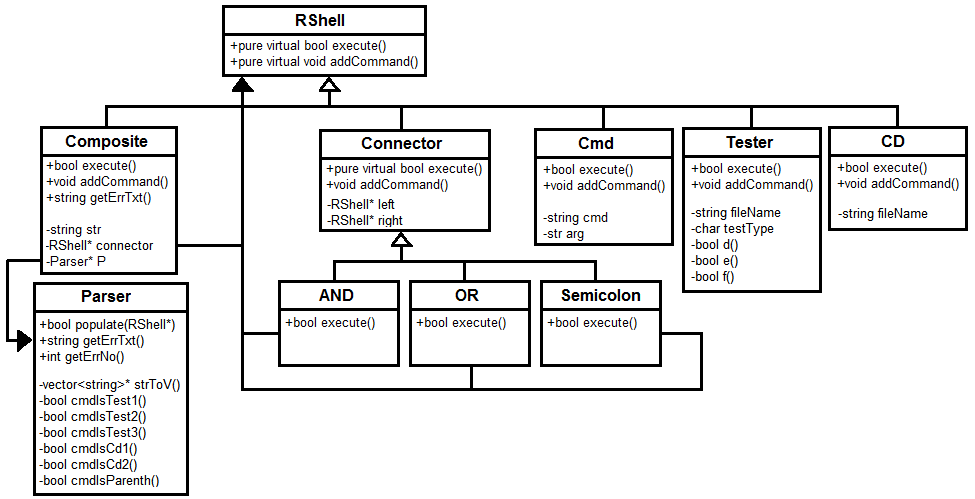 RShell
+pure virtual bool execute()
+pure virtual void addCommand()
Composite
+bool execute()
+void addCommand()
+string getErrTxt()
-string str
-RShell* connector
-Parser* P
Connector
+pure virtual bool execute()
+void addCommand()
-RShell* left
-RShell* right
Cmd
+bool execute()
+void addCommand()
-string cmd
-str arg
Tester
+bool execute()
+void addCommand()
-string fileName
-char testType
-bool d()
-bool e()
-bool f()
CD
+bool execute()
+void addCommand()
-string fileName
Parser
+bool populate(RShell*)
+string getErrTxt()
+int getErrNo()
-vector<string>* strToV()
-bool cmdIsTest1()
-bool cmdIsTest2()
-bool cmdIsTest3()
-bool cmdIsCd1()
-bool cmdIsCd2()
-bool cmdIsParenth()
AND
+bool execute()
OR
+bool execute()
Semicolon
+bool execute()